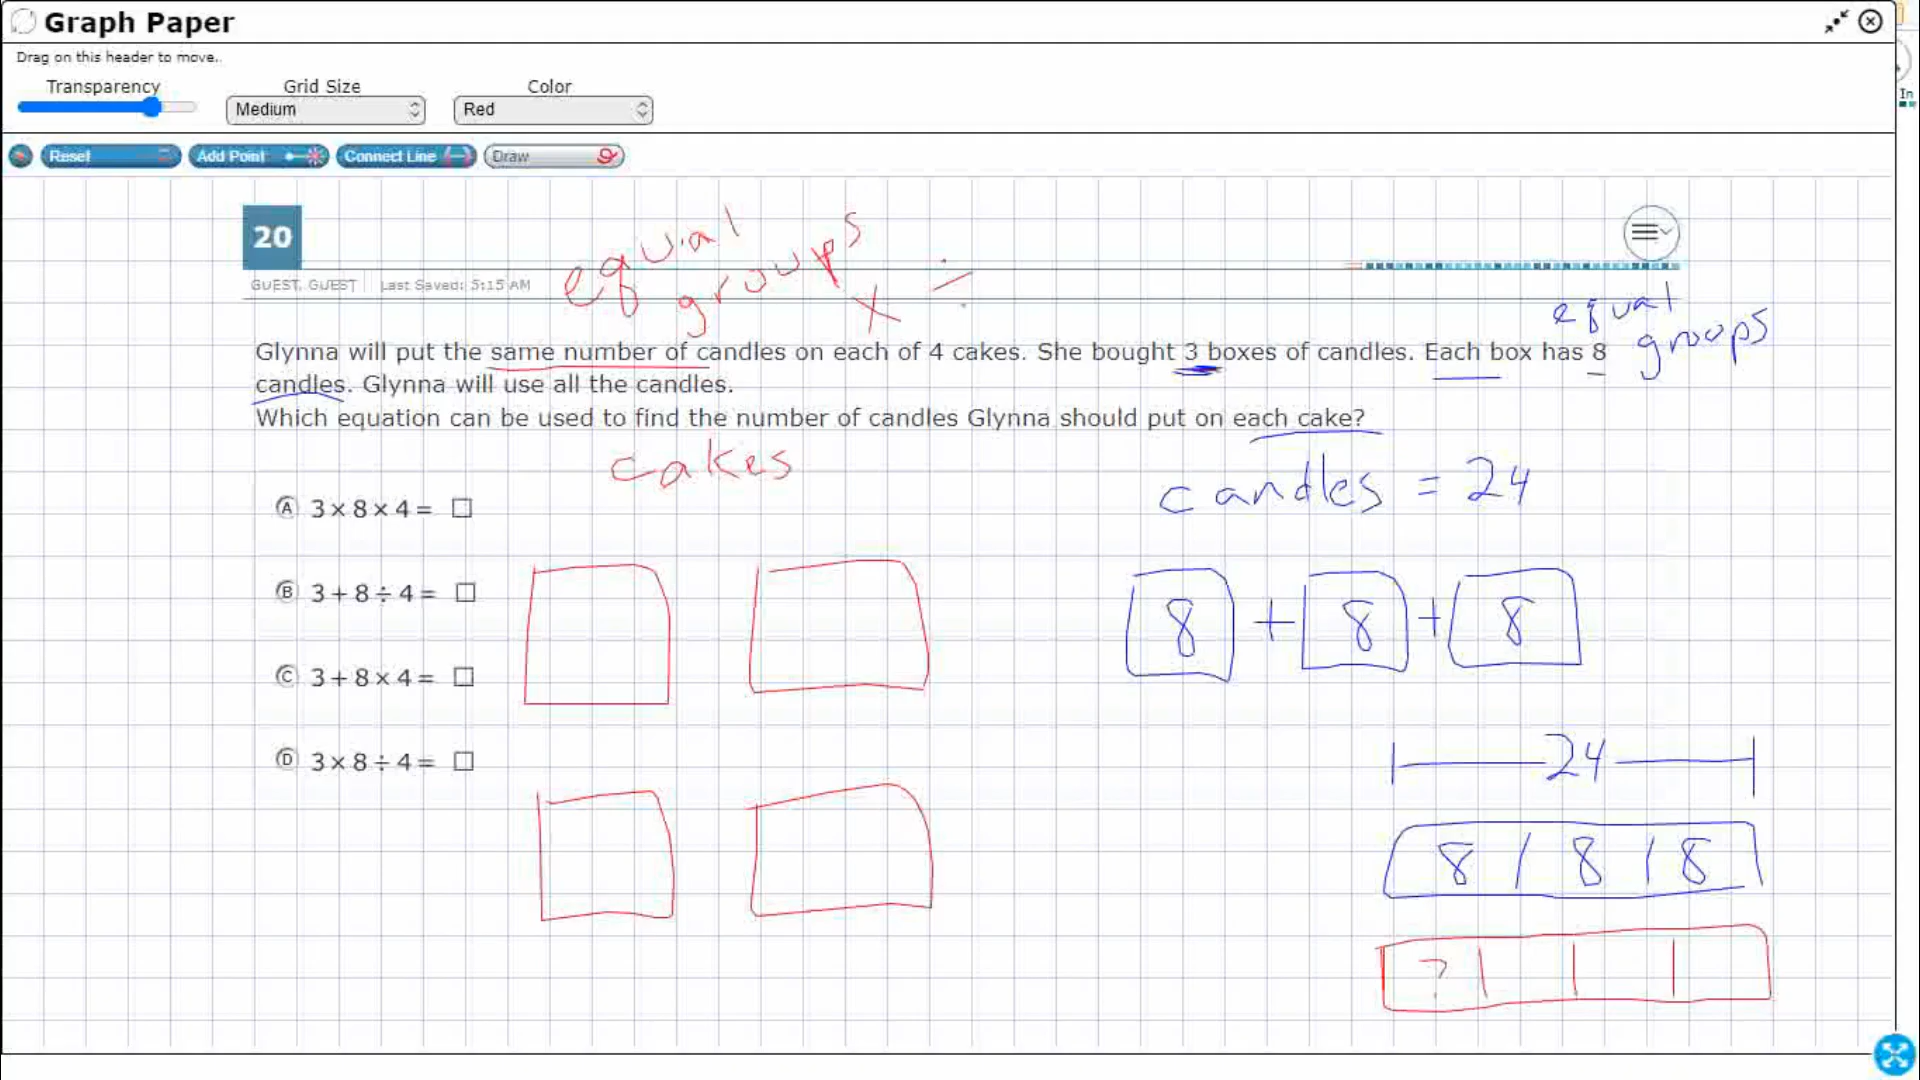 Graph Paper
Drag on this header to move..
Transparency
Grid Size
Color
Medium
Red
Reset
Add Point
Connect Line
Draw
20
equal
groups
× ÷
GUEST, GUEST
Last Saved: 5:15 AM
equal
groups
Glynna will put the same number of candles on each of 4 cakes. She bought 3 boxes of candles. Each box has 8
candles. Glynna will use all the candles.
Which equation can be used to find the number of candles Glynna should put on each cake?
cakes
candles = 24
A 3 × 8 × 4 = □
B 3 + 8 ÷ 4 = □
C 3 + 8 × 4 = □
D 3 × 8 ÷ 4 = □
8 + 8 + 8
24
8 | 8 | 8
?
In